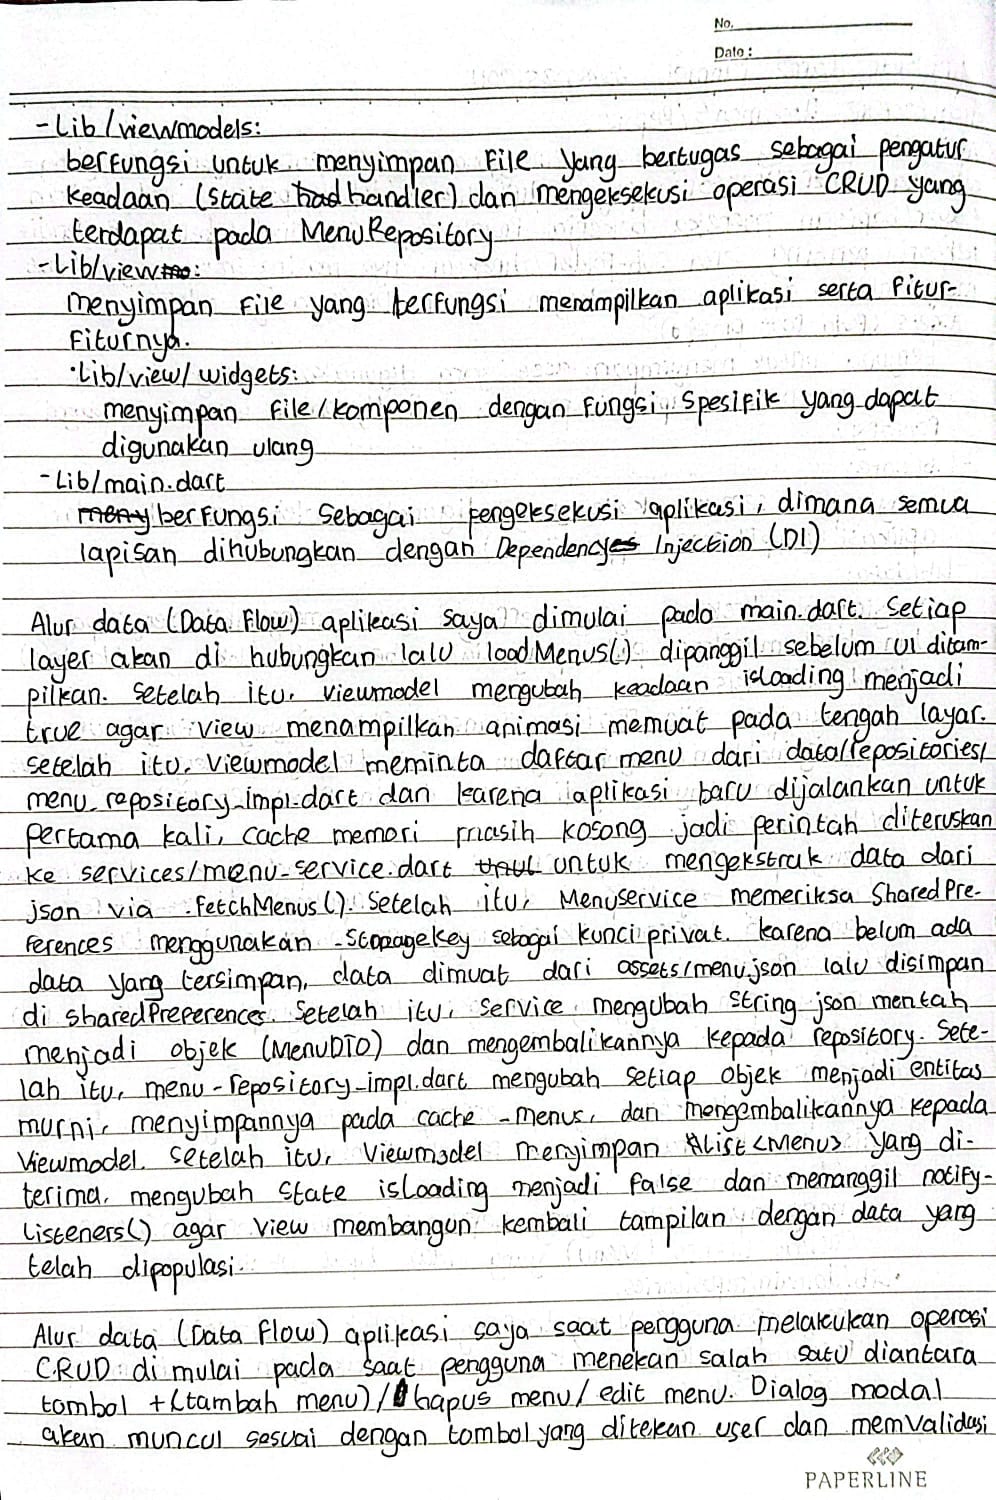 No.
Date :
- Lib/viewmodels:
berfungsi untuk menyimpan file yang bertugas sebagai pengatur
keadaan (state had handler) dan mengeksekusi operasi CRUD yang
terdapat pada MenuRepository
- Lib/viewmo:
menyimpan file yang berfungsi menampilkan aplikasi serta fitur-
fiturnya.
·Lib/view/widgets:
menyimpan file/komponen dengan fungsi spesifik yang dapat
digunakan ulang
- Lib/main.dart
meny berfungsi sebagai pengeksekusi aplikasi, dimana semua
lapisan dihubungkan dengan Dependencyes Injection (DI)
Alur data (Data Flow) aplikasi saya dimulai pada main.dart. Setiap
layer akan di hubungkan lalu loadMenus() dipanggil sebelum UI ditam-
pilkan. Setelah itu, viewmodel mengubah keadaan isLoading menjadi
true agar view menampilkan animasi memuat pada tengah layar.
setelah itu, viewmodel meminta daftar menu dari data/repositories/
menu_repository_impl.dart dan karena aplikasi baru dijalankan untuk
pertama kali, cache memori masih kosong jadi perintah diteruskan
ke services/menu_service.dart untuk mengekstrak data dari
json via .fetchMenus(). Setelah itu, Menuservice memeriksa SharedPre-
ferences menggunakan _storageKey sebagai kunci privat. karena belum ada
data yang tersimpan, data dimuat dari assets/menu.json lalu disimpan
di sharedPreferences. Setelah itu, service mengubah string json mentah
menjadi objek (MenuDTO) dan mengembalikannya kepada repository. Sete-
lah itu, menu_repository_impl.dart mengubah setiap objek menjadi entitas
murni, menyimpannya pada cache _menus, dan mengembalikannya kepada
Viewmodel. Setelah itu, Viewmodel menyimpan List<Menu> yang di-
terima, mengubah state isLoading menjadi false dan memanggil notify-
Listeners() agar view membangun kembali tampilan dengan data yang
telah dipopulasi.
Alur data (Data Flow) aplikasi saya saat pengguna melakukan operasi
CRUD di mulai pada saat pengguna menekan salah satu diantara
tombol + (tambah menu)/ hapus menu/ edit menu. Dialog modal
akan muncul sesuai dengan tombol yang ditekan user dan memvalidasi
PAPERLINE